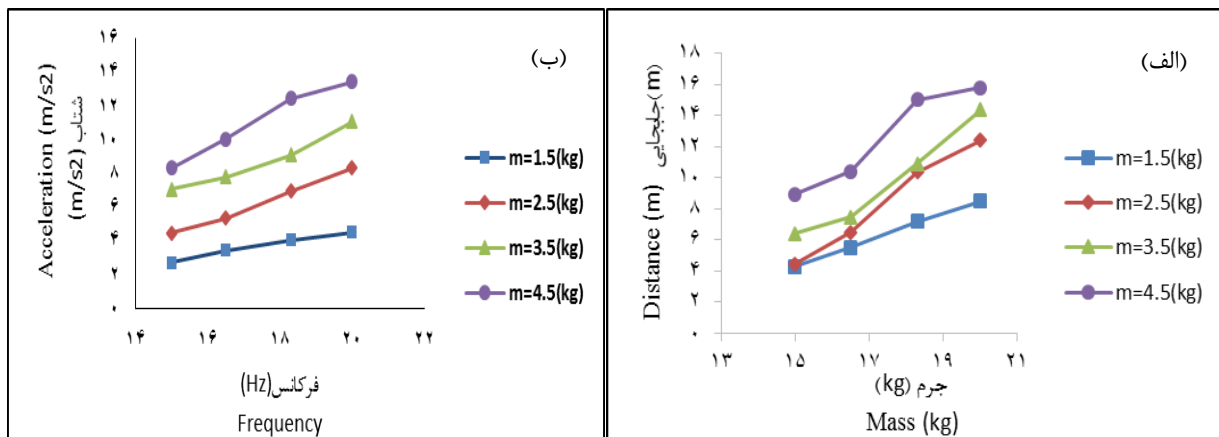 (ب)
Acceleration (m/s2)
شتاب (m/s2)
۱۶
۱۴
۱۲
۱۰
۸
۶
۴
۲
۰
۱۴ ۱۶ ۱۸ ۲۰ ۲۲
فرکانس(Hz)
Frequency
m=1.5(kg)
m=2.5(kg)
m=3.5(kg)
m=4.5(kg)
(الف)
Distance (m) جابجایی(m)
۱۸
۱۶
۱۴
۱۲
۱۰
۸
۶
۴
۲
۰
۱۳ ۱۵ ۱۷ ۱۹ ۲۱
جرم (kg)
Mass (kg)
m=1.5(kg)
m=2.5(kg)
m=3.5(kg)
m=4.5(kg)